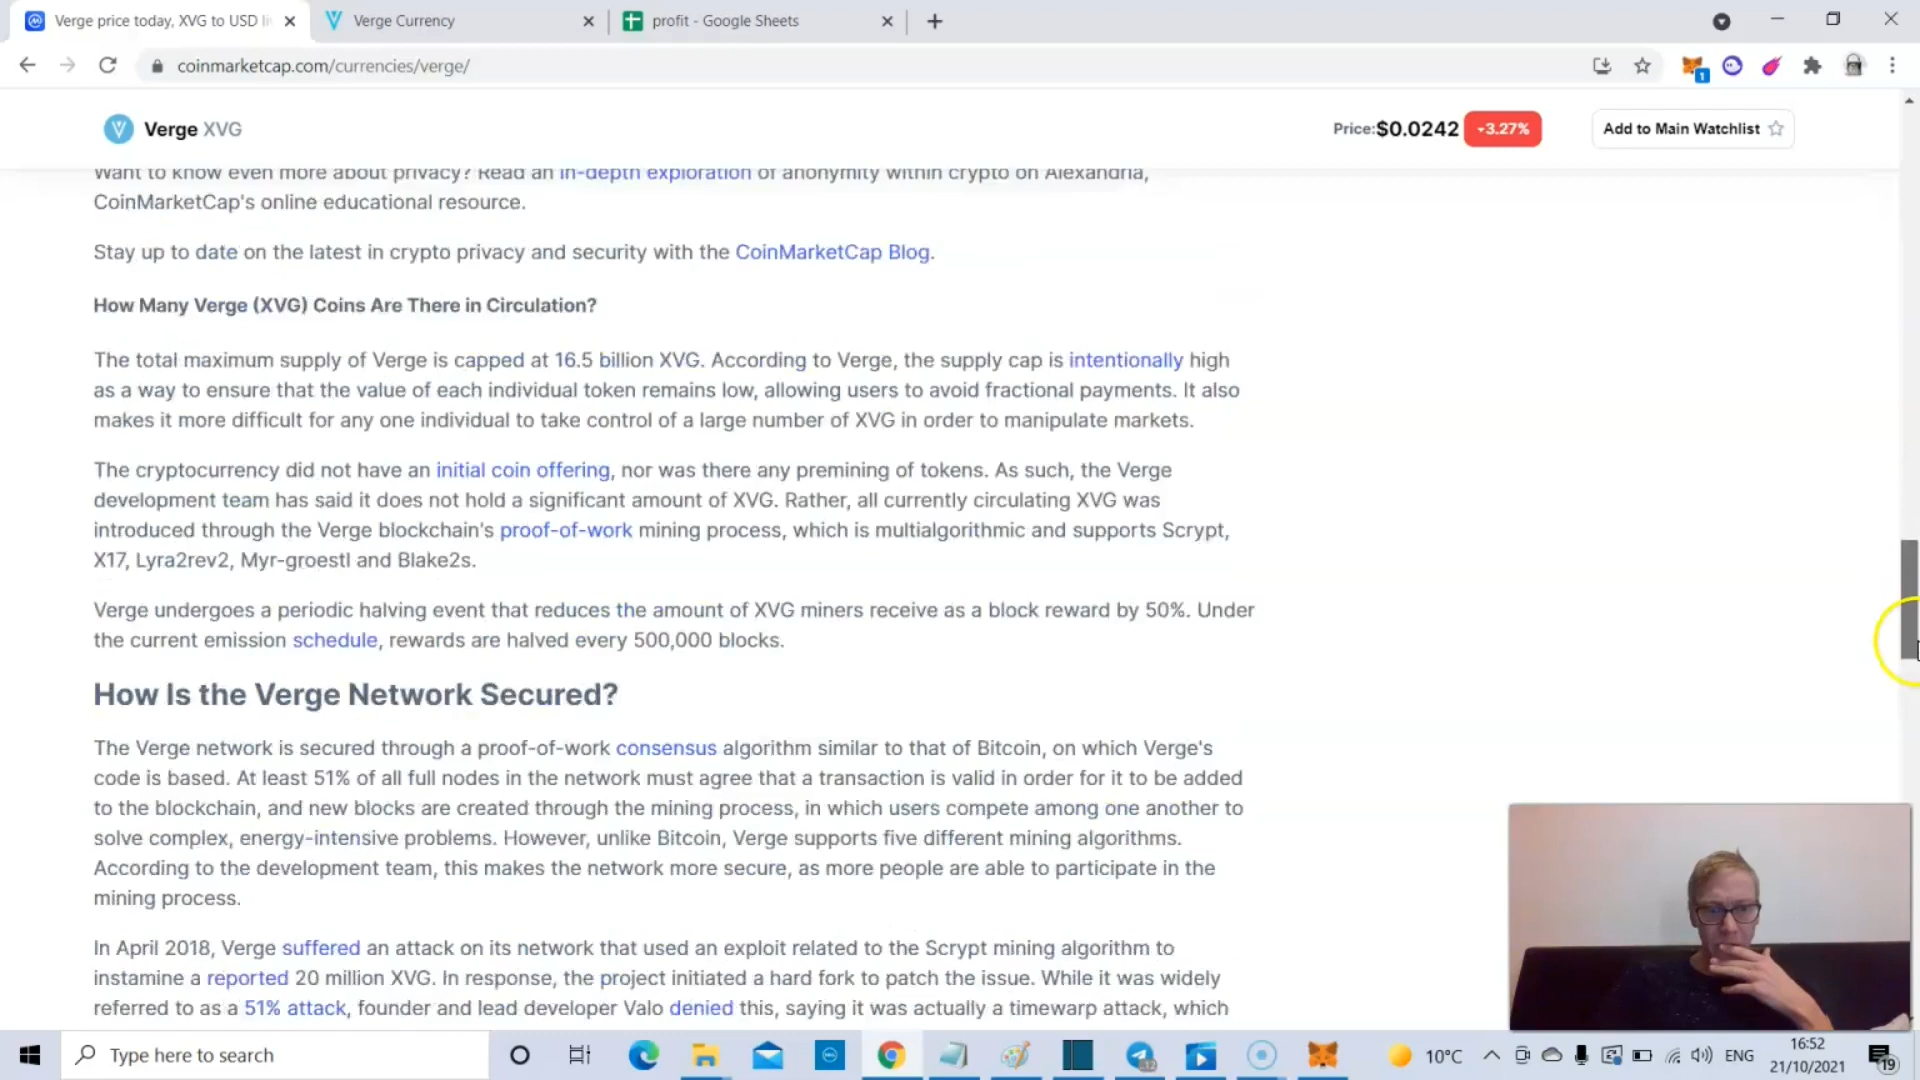 Verge price today, XVG to USD li
Verge Currency
profit - Google Sheets
coinmarketcap.com/currencies/verge/
1
Verge XVG
Price:$0.0242
3.27%
Add to Main Watchlist
Want to know even more about privacy? Read an in-depth exploration of anonymity within crypto on Alexandria,
CoinMarketCap's online educational resource.
Stay up to date on the latest in crypto privacy and security with the CoinMarketCap Blog.
How Many Verge (XVG) Coins Are There in Circulation?
The total maximum supply of Verge is capped at 16.5 billion XVG. According to Verge, the supply cap is intentionally high
as a way to ensure that the value of each individual token remains low, allowing users to avoid fractional payments. It also
makes it more difficult for any one individual to take control of a large number of XVG in order to manipulate markets.
The cryptocurrency did not have an initial coin offering, nor was there any premining of tokens. As such, the Verge
development team has said it does not hold a significant amount of XVG. Rather, all currently circulating XVG was
introduced through the Verge blockchain's proof-of-work mining process, which is multialgorithmic and supports Scrypt,
X17, Lyra2rev2, Myr-groestl and Blake2s.
Verge undergoes a periodic halving event that reduces the amount of XVG miners receive as a block reward by 50%. Under
the current emission schedule, rewards are halved every 500,000 blocks.
How Is the Verge Network Secured?
The Verge network is secured through a proof-of-work consensus algorithm similar to that of Bitcoin, on which Verge's
code is based. At least 51% of all full nodes in the network must agree that a transaction is valid in order for it to be added
to the blockchain, and new blocks are created through the mining process, in which users compete among one another to
solve complex, energy-intensive problems. However, unlike Bitcoin, Verge supports five different mining algorithms.
According to the development team, this makes the network more secure, as more people are able to participate in the
mining process.
In April 2018, Verge suffered an attack on its network that used an exploit related to the Scrypt mining algorithm to
instamine a reported 20 million XVG. In response, the project initiated a hard fork to patch the issue. While it was widely
referred to as a 51% attack, founder and lead developer Valo denied this, saying it was actually a timewarp attack, which
Type here to search
10°C
ENG
16:52
21/10/2021
19